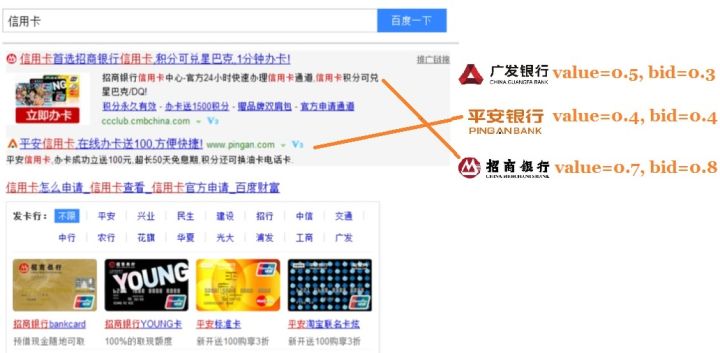 信用卡
百度一下
信用卡首选招商银行信用卡,积分可兑星巴克,1分钟办卡!
推广链接
招商银行信用卡中心-官方24小时快速办理信用卡通道,信用卡积分可兑
星巴克/DQ!
积分永久有效 - 办卡送1500积分 - 曜品牌双肩包 - 官方申请通道
ccclub.cmbchina.com
V3
立即办卡
平安信用卡,在线办卡送100,方便快捷!
www.pingan.com
V3
平安信用卡,办卡成功立送100元,超长50天免息期,积分还可换油卡电话卡.
信用卡怎么申请_信用卡查看_信用卡官方申请_百度财富
发卡行:
不限
平安
兴业
民生
建设
招行
中信
交通
中行
农行
花旗
华夏
光大
浦发
工商
广发
招商银行
YOUNG
招商银行bankcard
招商银行YOUNG卡
平安标准卡
平安淘宝联名卡炫
预借现金随地可取
100%的取现额度
新开送100购享3折
新开送100购享3折
广发银行
CHINA GUANGFA BANK
value=0.5, bid=0.3
平安银行
PINGAN BANK
value=0.4, bid=0.4
招商银行
CHINA MERCHANTS BANK
value=0.7, bid=0.8